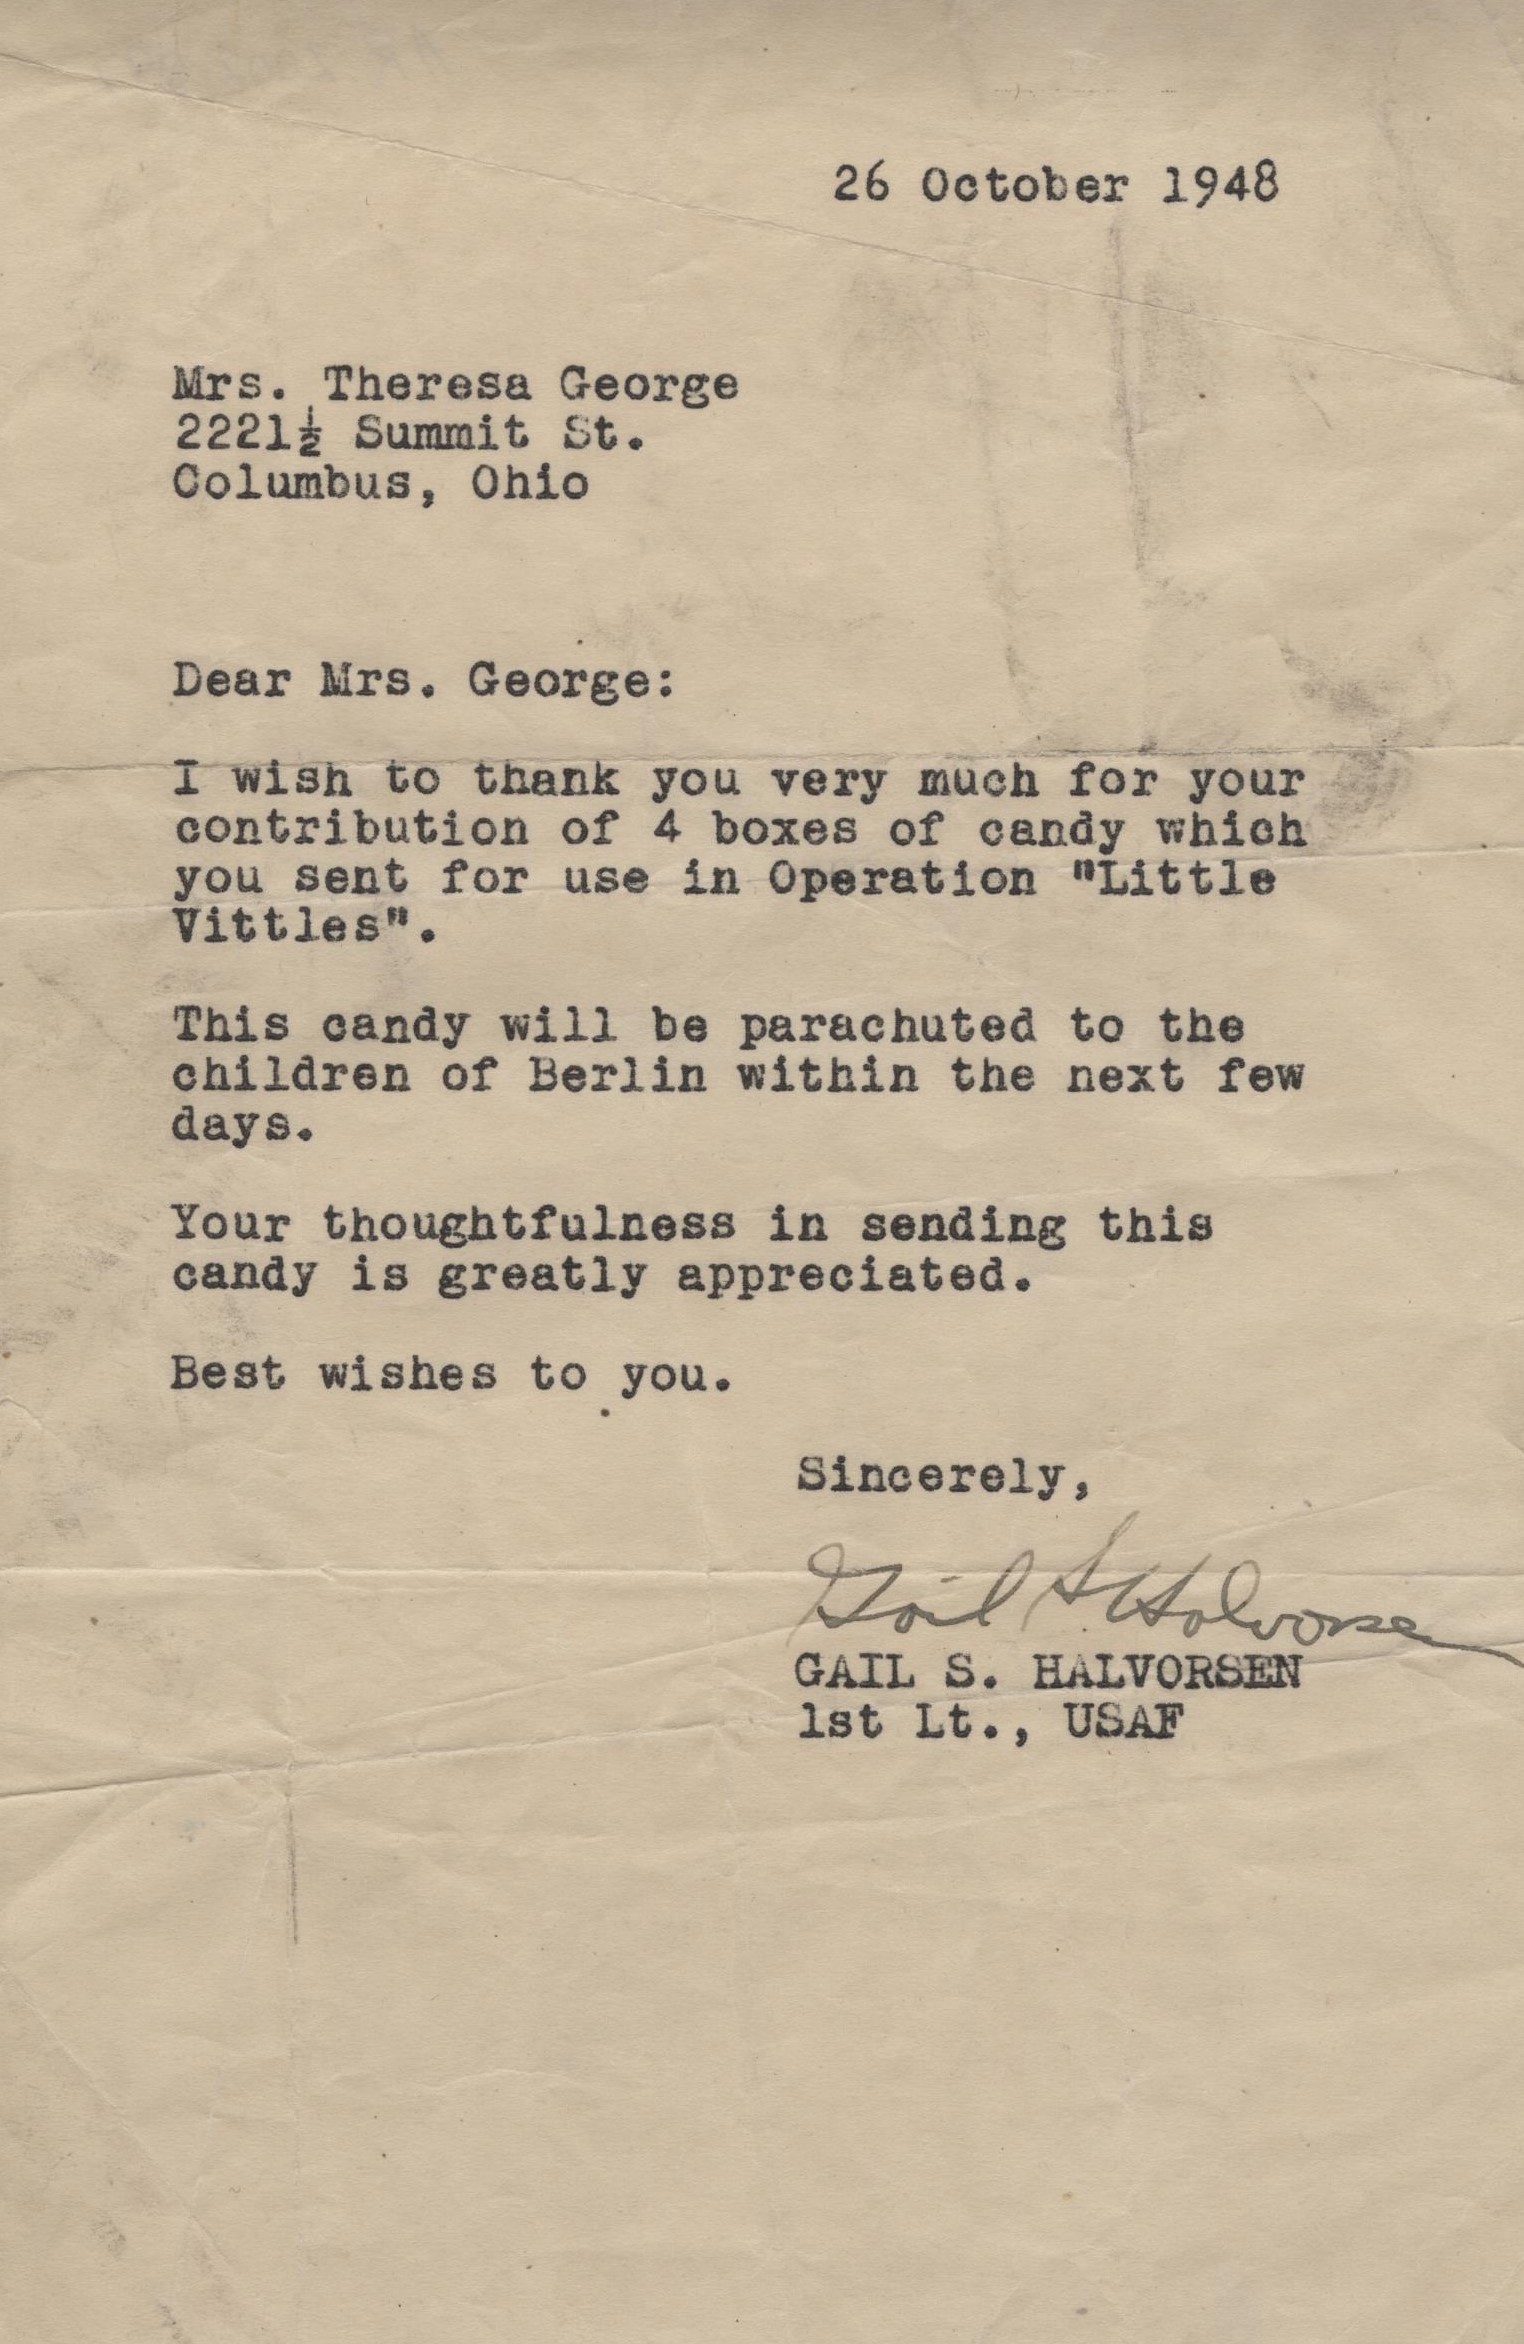 26 October 1948
Mrs. Theresa George
2221½ Summit St.
Columbus, Ohio
Dear Mrs. George:
I wish to thank you very much for your
contribution of 4 boxes of candy which
you sent for use in Operation "Little
Vittles".
This candy will be parachuted to the
children of Berlin within the next few
days.
Your thoughtfulness in sending this
candy is greatly appreciated.
Best wishes to you.
Sincerely,
Gail S Halvorsen
GAIL S. HALVORSEN
1st Lt., USAF